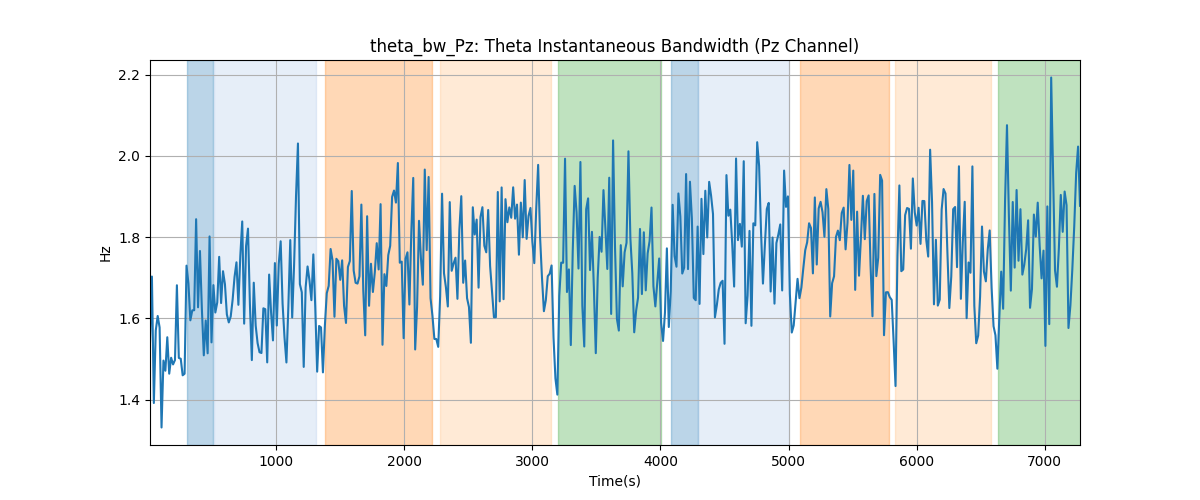 theta_bw_Pz: Theta Instantaneous Bandwidth (Pz Channel)
Hz
2.2
2.0
1.8
1.6
1.4
1000 2000 3000 4000 5000 6000 7000
Time(s)